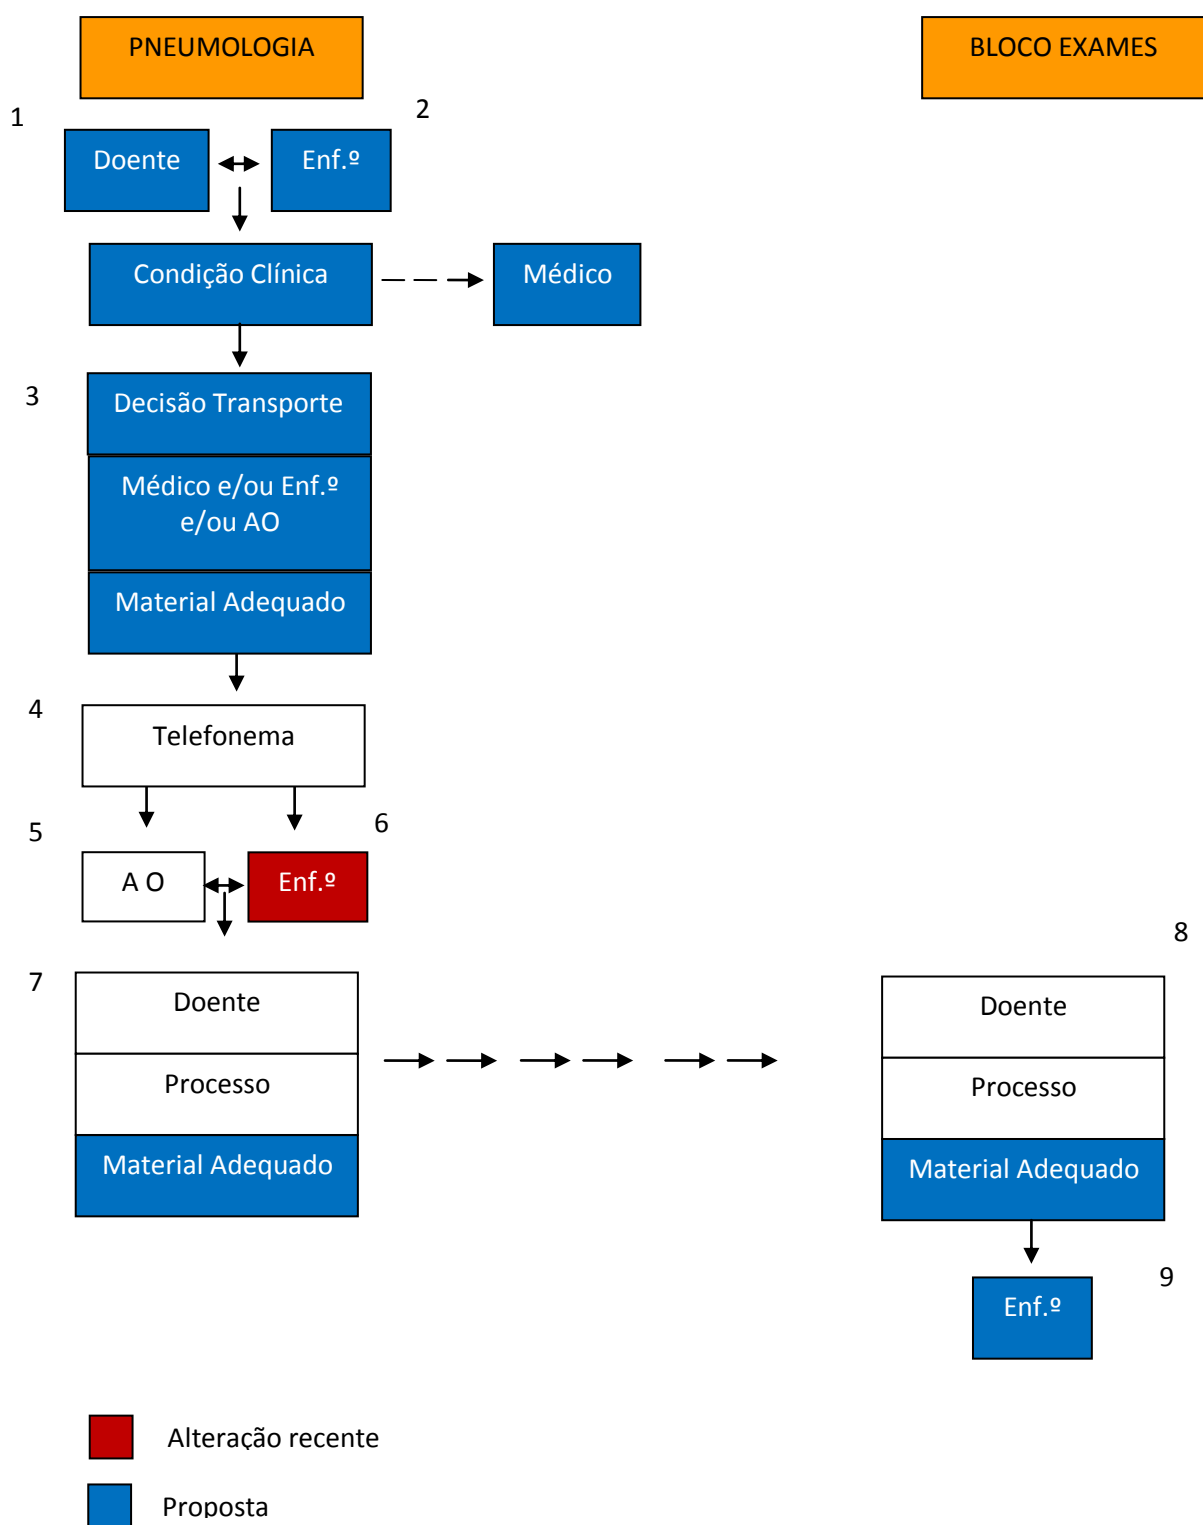 PNEUMOLOGIA
BLOCO EXAMES
1
2
Doente
Enf.º
Condição Clínica
Médico
3
Decisão Transporte
Médico e/ou Enf.º
e/ou AO
Material Adequado
4
Telefonema
5
6
A O
Enf.º
7
8
Doente
Processo
Material Adequado
Doente
Processo
Material Adequado
9
Enf.º
Alteração recente
Proposta